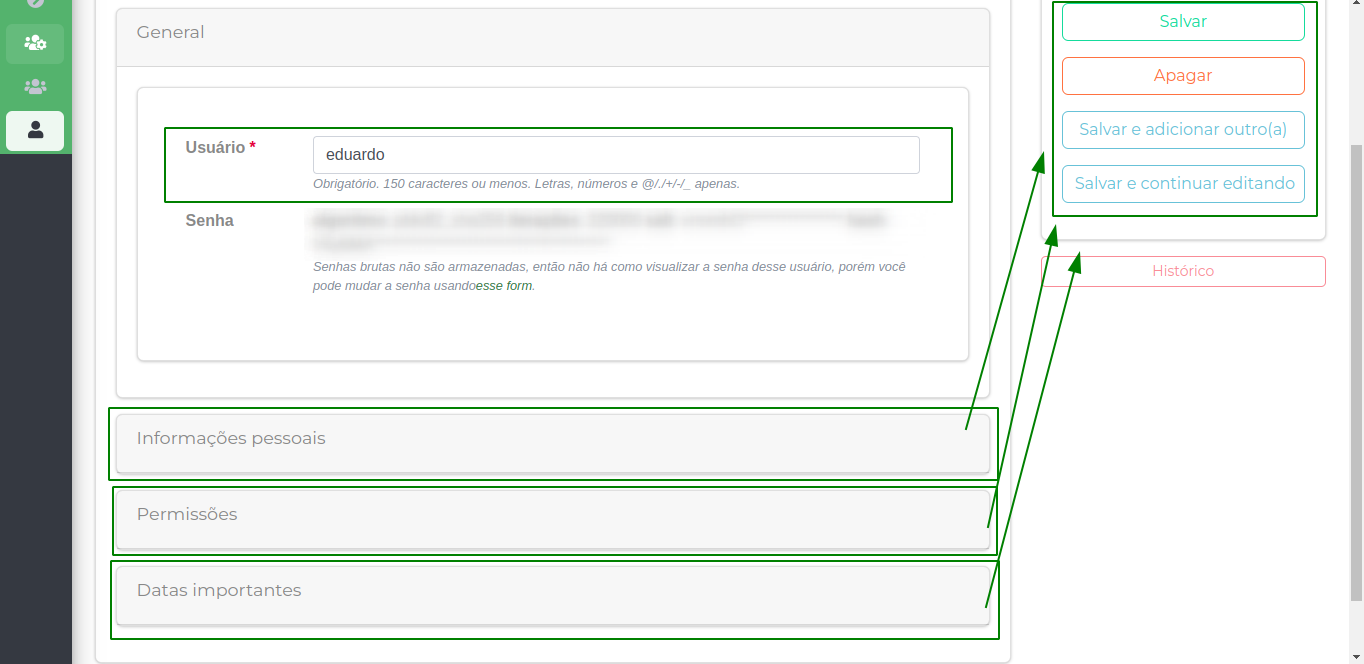 General
Usuário *
eduardo
Obrigatório. 150 caracteres ou menos. Letras, números e @/./+/-/_ apenas.
Senha
Senhas brutas não são armazenadas, então não há como visualizar a senha desse usuário, porém você
pode mudar a senha usandoesse form.
Informações pessoais
Permissões
Datas importantes
Salvar
Apagar
Salvar e adicionar outro(a)
Salvar e continuar editando
Histórico